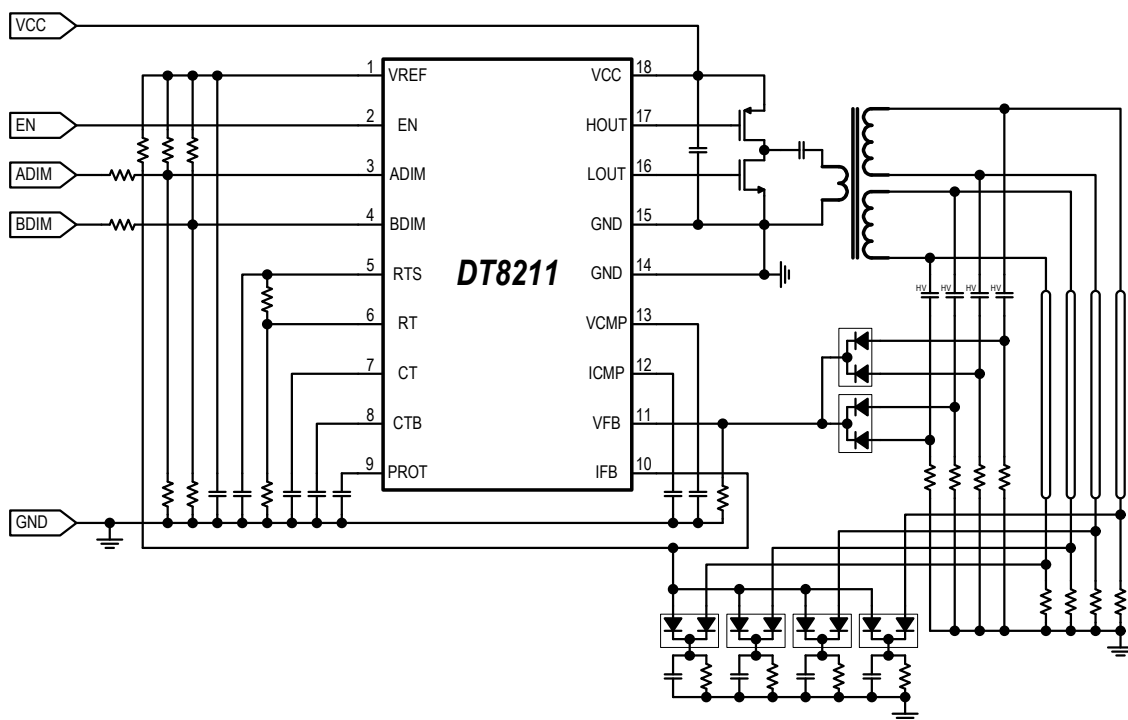 VCC
EN
ADIM
BDIM
GND
1 VREF
2 EN
3 ADIM
4 BDIM
5 RTS
6 RT
7 CT
8 CTB
9 PROT
DT8211
VCC 18
HOUT 17
LOUT 16
GND 15
GND 14
VCMP 13
ICMP 12
VFB 11
IFB 10
HV HV HV HV